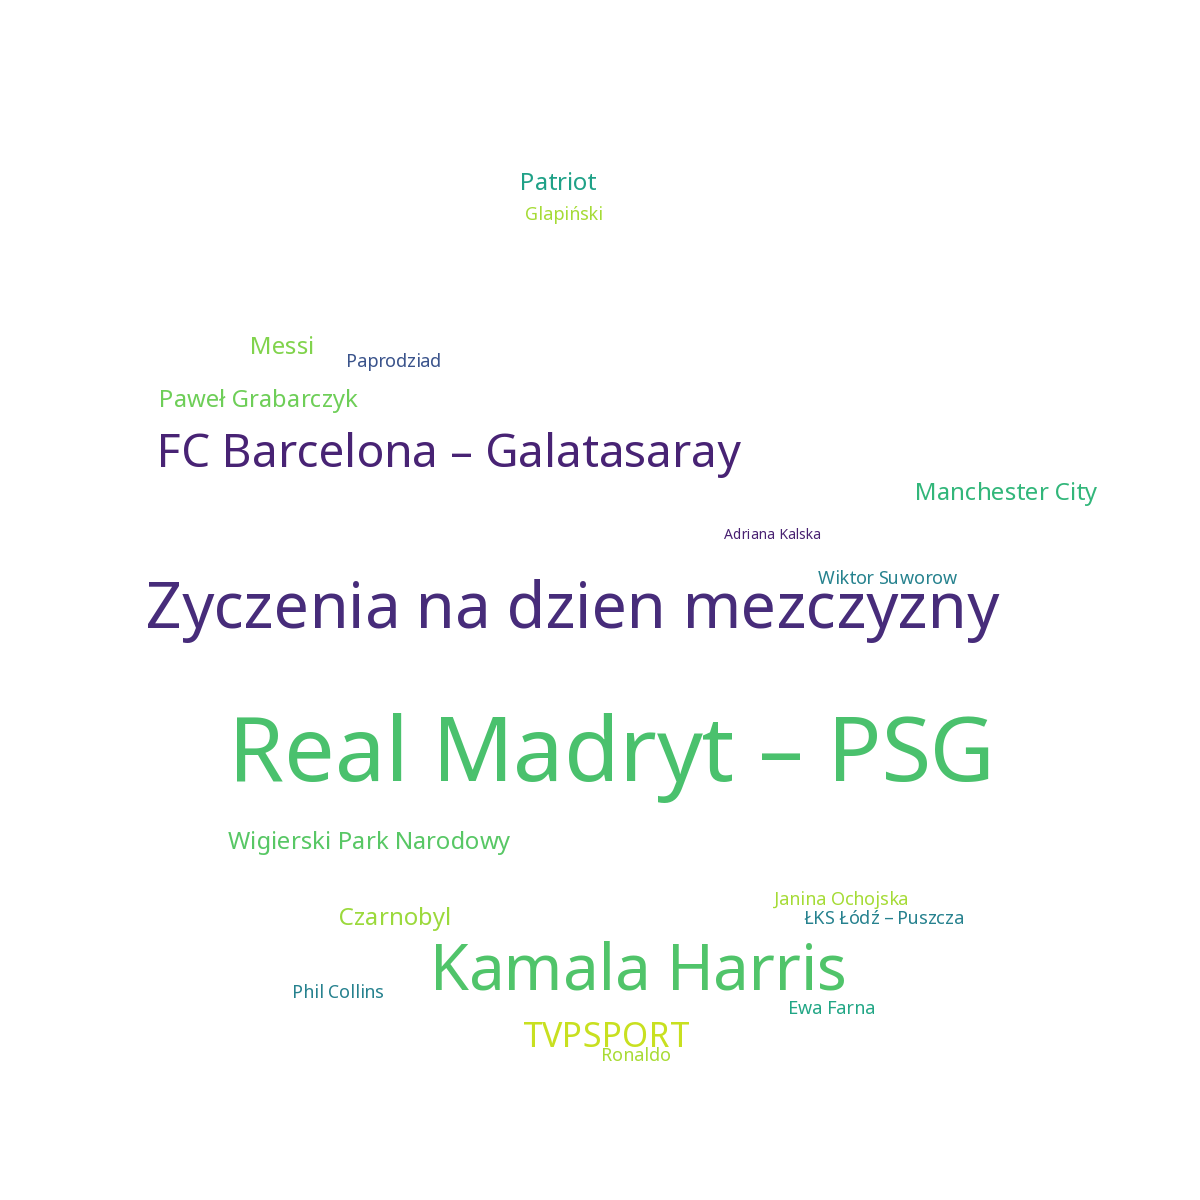 Patriot
Glapiński
Messi
Paprodziad
Paweł Grabarczyk
FC Barcelona – Galatasaray
Manchester City
Adriana Kalska
Wiktor Suworow
Zyczenia na dzien mezczyzny
Real Madryt – PSG
Wigierski Park Narodowy
Janina Ochojska
Czarnobyl
ŁKS Łódź – Puszcza
Kamala Harris
Phil Collins
Ewa Farna
TVPSPORT
Ronaldo